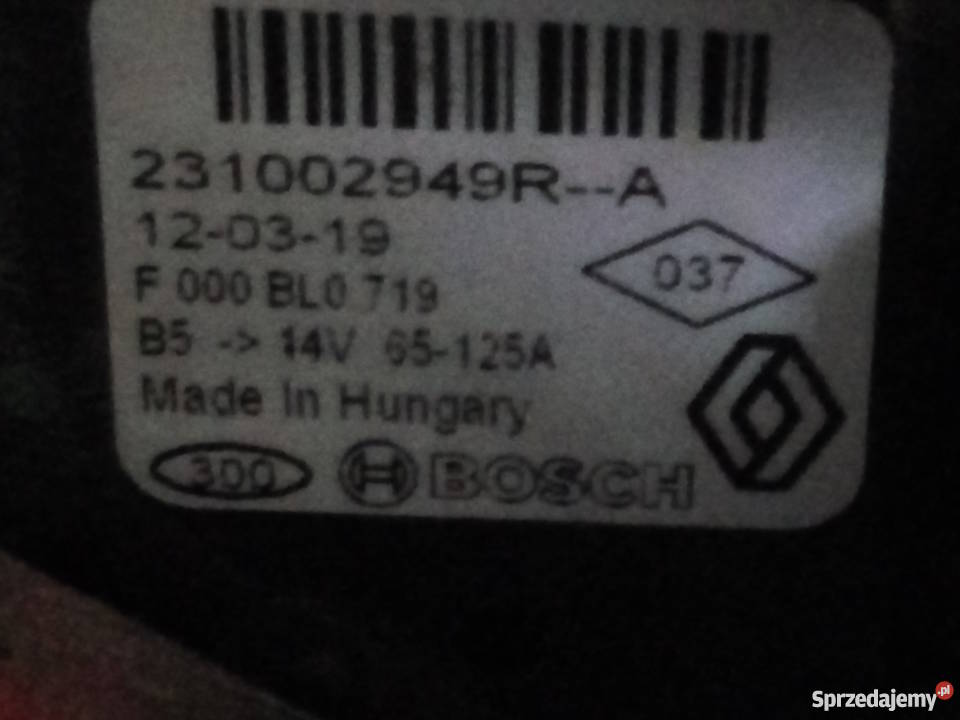 231002949R--A
12-03-19
037
F 000 BL0 719
B5 -> 14V 65-125A
Made In Hungary
300 BOSCH
Sprzedajemy.pl